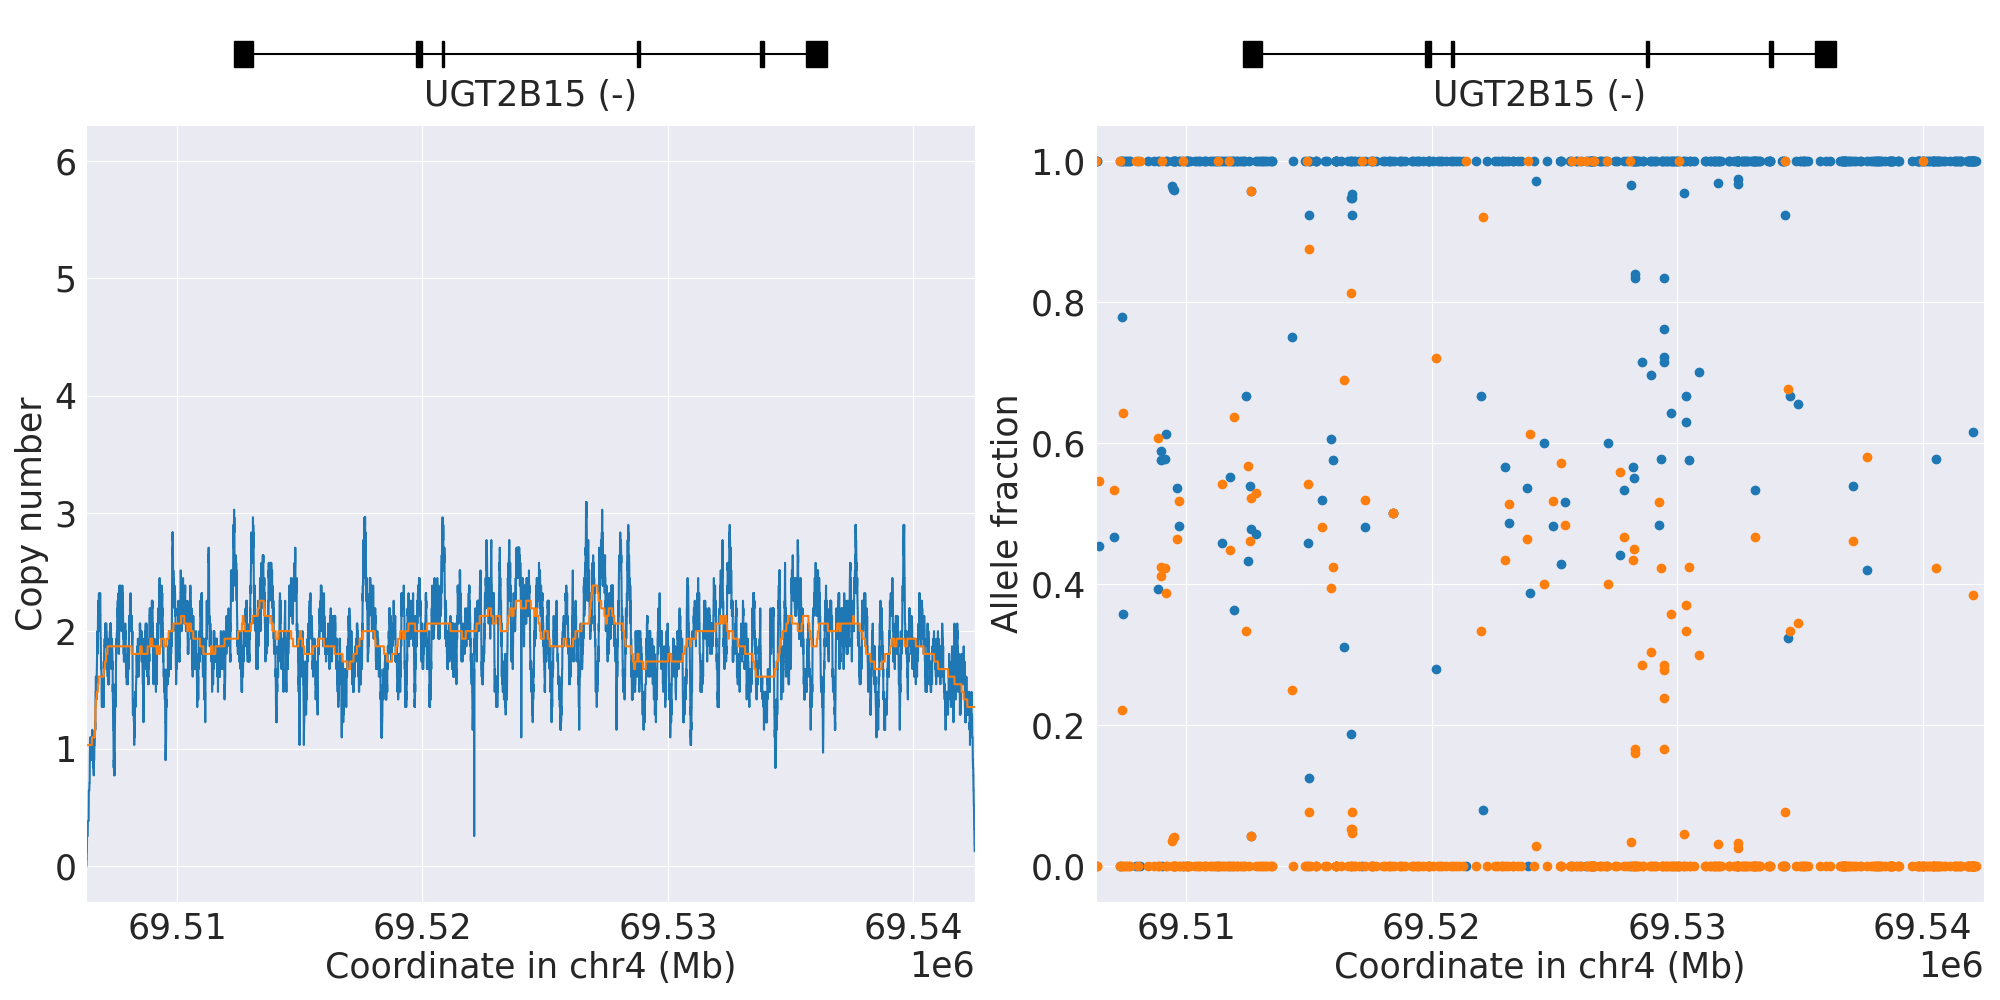 UGT2B15 (-)
6
5
4
3
2
1
0
Copy number
69.51 69.52 69.53 69.54
Coordinate in chr4 (Mb) 1e6
UGT2B15 (-)
1.0
0.8
0.6
0.4
0.2
0.0
Allele fraction
69.51 69.52 69.53 69.54
Coordinate in chr4 (Mb) 1e6